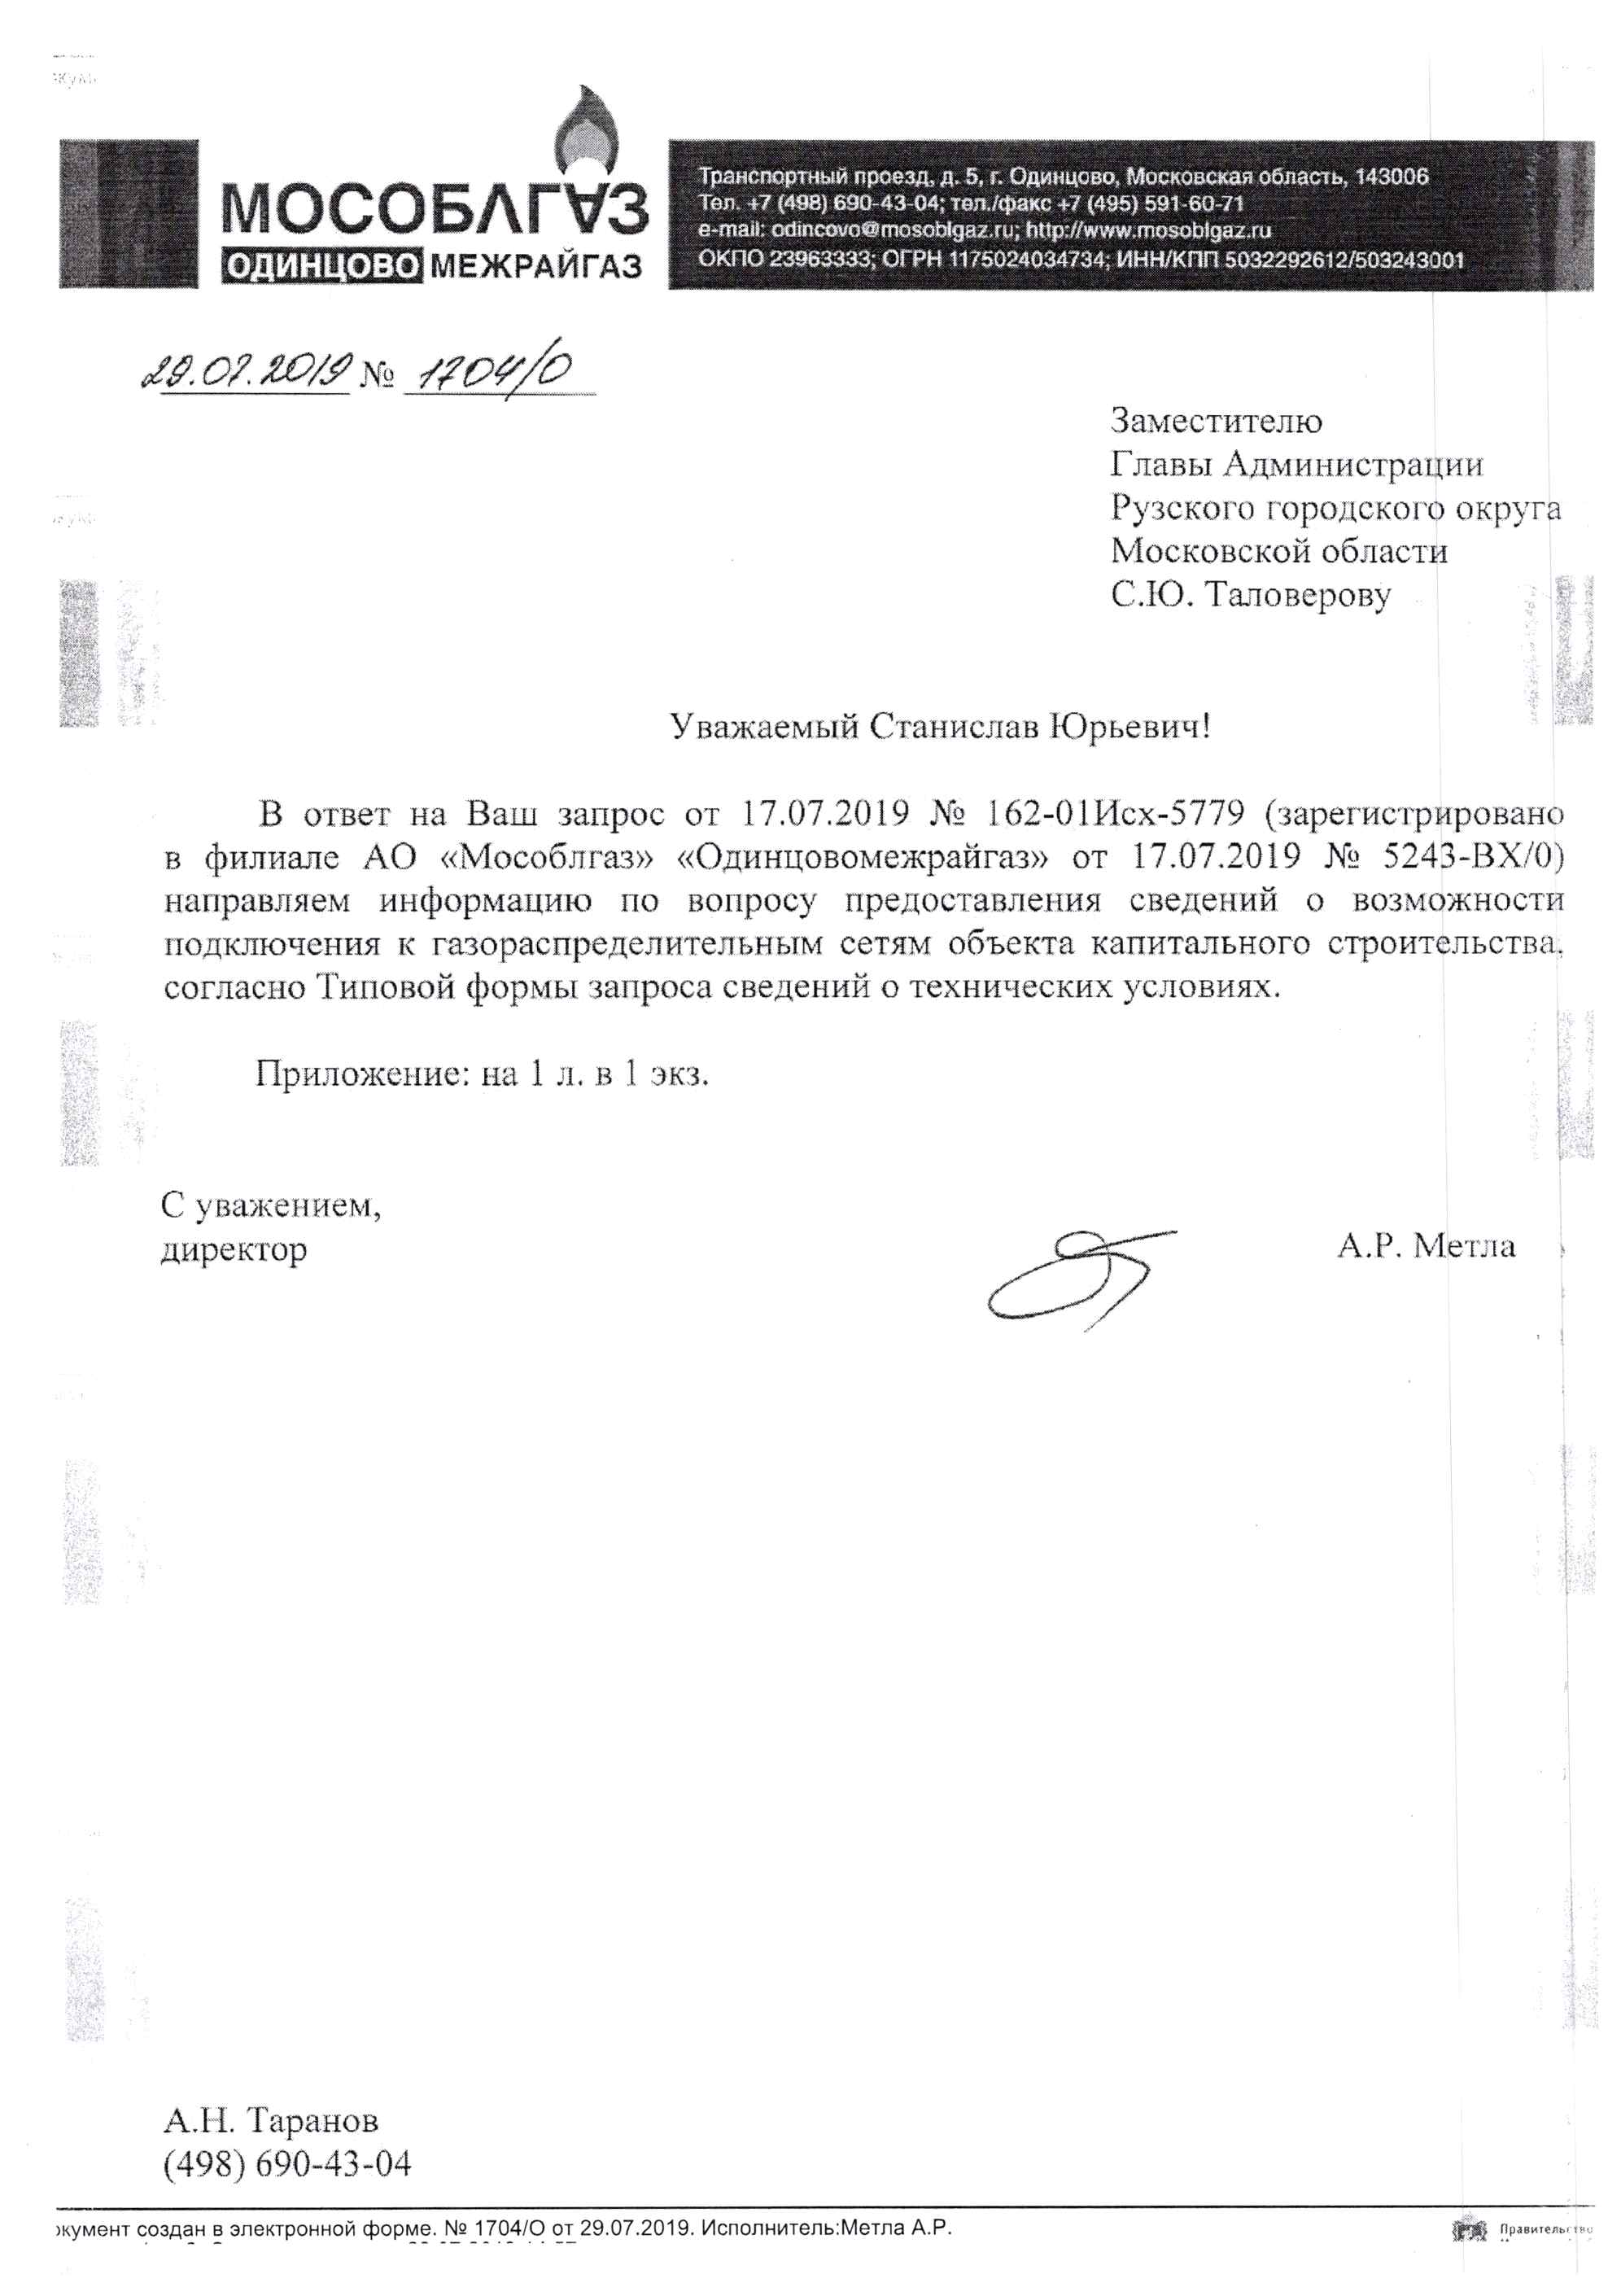 МОСОБЛГАЗ
ОДИНЦОВО МЕЖРАЙГАЗ
Транспортный проезд, д. 5, г. Одинцово, Московская область, 143006
Тел. +7 (498) 690-43-04; тел./факс +7 (495) 591-60-71
e-mail: odincovo@mosoblgaz.ru; http://www.mosoblgaz.ru
ОКПО 23963333; ОГРН 1175024034734; ИНН/КПП 5032292612/503243001
29.07.2019 № 1704/О
Заместителю
Главы Администрации
Рузского городского округа
Московской области
С.Ю. Таловерову
Уважаемый Станислав Юрьевич!
В ответ на Ваш запрос от 17.07.2019 № 162-01Исх-5779 (зарегистрировано
в филиале АО «Мособлгаз» «Одинцовомежрайгаз» от 17.07.2019 № 5243-ВХ/0)
направляем информацию по вопросу предоставления сведений о возможности
подключения к газораспределительным сетям объекта капитального строительства,
согласно Типовой формы запроса сведений о технических условиях.
Приложение: на 1 л. в 1 экз.
С уважением,
директор
А.Р. Метла
А.Н. Таранов
(498) 690-43-04
окумент создан в электронной форме. № 1704/О от 29.07.2019. Исполнитель:Метла А.Р.
Правительство